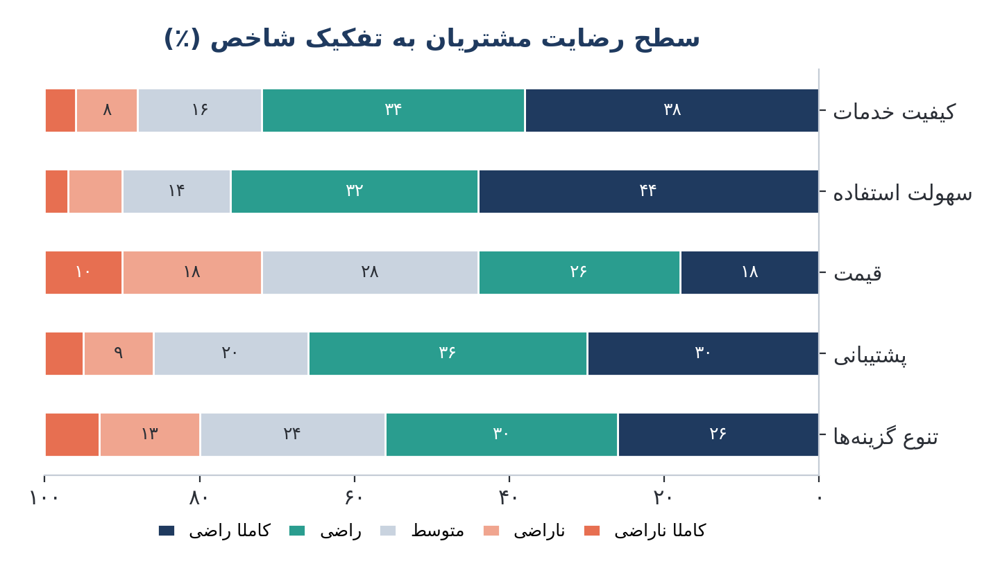 سطح رضایت مشتریان به تفکیک شاخص (٪)
کیفیت خدمات ۳۸ ۳۴ ۱۶ ۸
سهولت استفاده ۴۴ ۳۲ ۱۴
قیمت ۱۸ ۲۶ ۲۸ ۱۸ ۱۰
پشتیبانی ۳۰ ۳۶ ۲۰ ۹
تنوع گزینه‌ها ۲۶ ۳۰ ۲۴ ۱۳
۰ ۲۰ ۴۰ ۶۰ ۸۰ ۱۰۰
کاملا ناراضی ناراضی متوسط راضی کاملا راضی